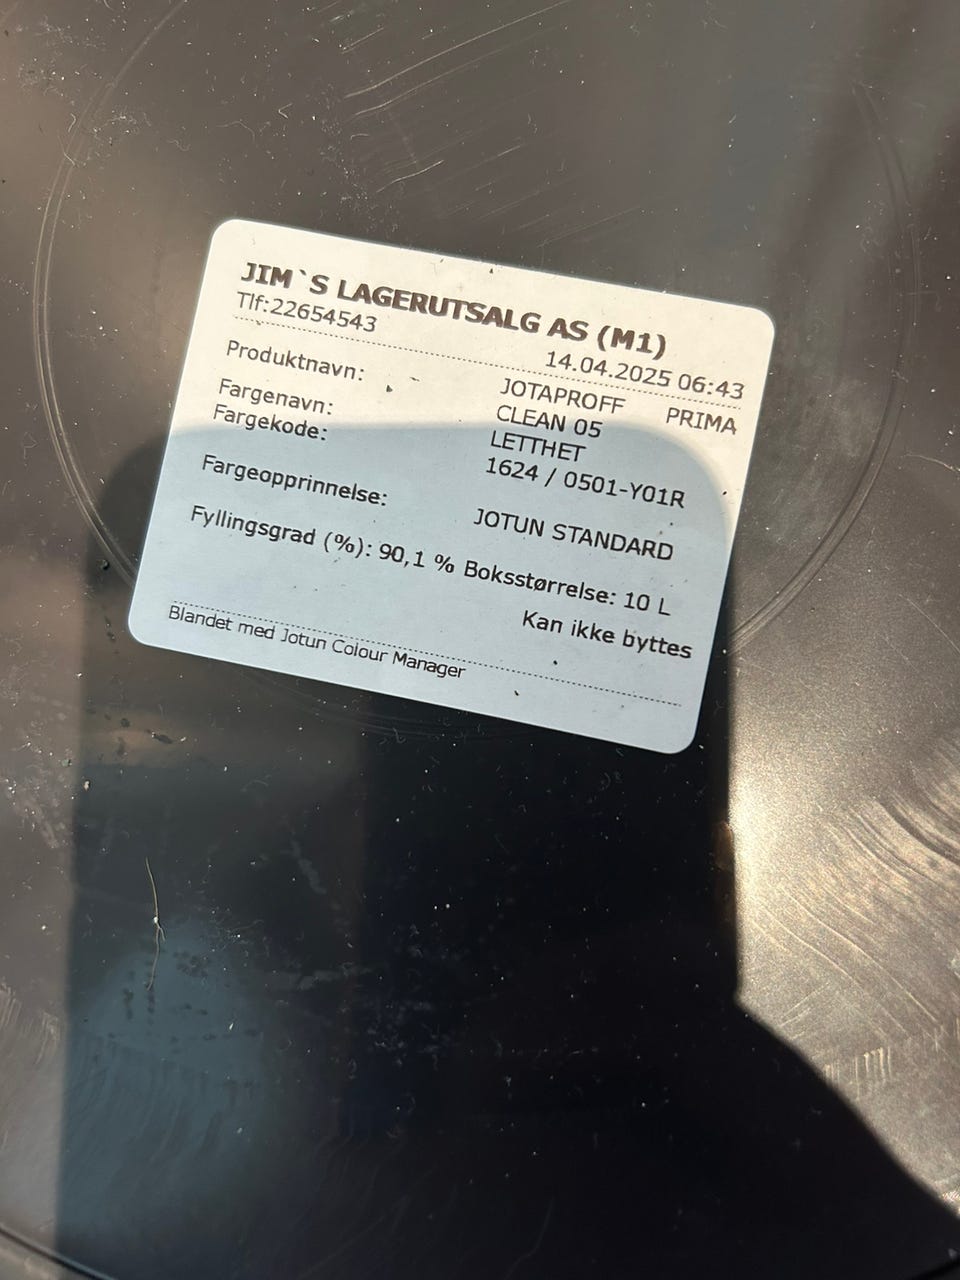 JIM`S LAGERUTSALG AS (M1)
Tlf:22654543
14.04.2025 06:43
Produktnavn: JOTAPROFF PRIMA
CLEAN 05
Fargenavn: LETTHET
Fargekode: 1624 / 0501-Y01R
Fargeopprinnelse: JOTUN STANDARD
Fyllingsgrad (%): 90,1 % Boksstørrelse: 10 L
Kan ikke byttes
Blandet med Jotun Colour Manager